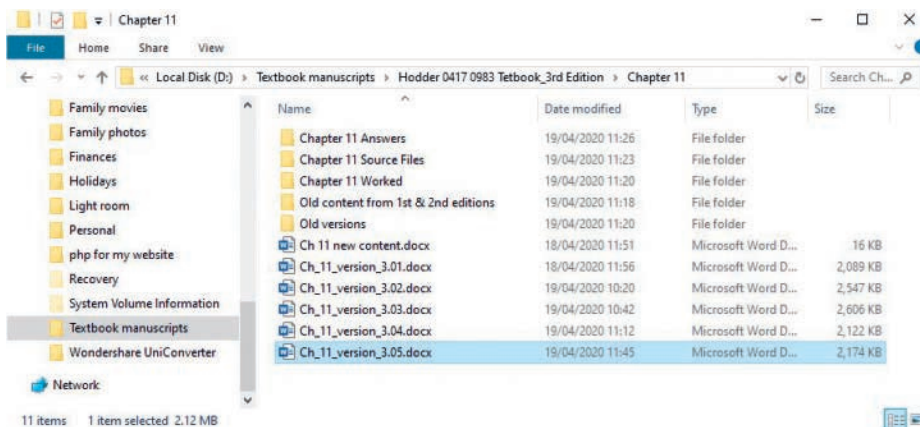 Chapter 11
File Home Share View
« Local Disk (D:) › Textbook manuscripts › Hodder 0417 0983 Tetbook_3rd Edition › Chapter 11
Search Ch...
Name Date modified Type Size
Family movies
Family photos
Finances
Holidays
Light room
Personal
php for my website
Recovery
System Volume Information
Textbook manuscripts
Wondershare UniConverter
Network
Chapter 11 Answers 19/04/2020 11:26 File folder
Chapter 11 Source Files 19/04/2020 11:23 File folder
Chapter 11 Worked 19/04/2020 11:20 File folder
Old content from 1st & 2nd editions 19/04/2020 11:18 File folder
Old versions 19/04/2020 11:20 File folder
Ch 11 new content.docx 18/04/2020 11:51 Microsoft Word D... 16 KB
Ch_11_version_3.01.docx 18/04/2020 11:56 Microsoft Word D... 2,089 KB
Ch_11_version_3.02.docx 19/04/2020 10:20 Microsoft Word D... 2,547 KB
Ch_11_version_3.03.docx 19/04/2020 10:42 Microsoft Word D... 2,606 KB
Ch_11_version_3.04.docx 19/04/2020 11:12 Microsoft Word D... 2,122 KB
Ch_11_version_3.05.docx 19/04/2020 11:45 Microsoft Word D... 2,174 KB
11 items 1 item selected 2.12 MB